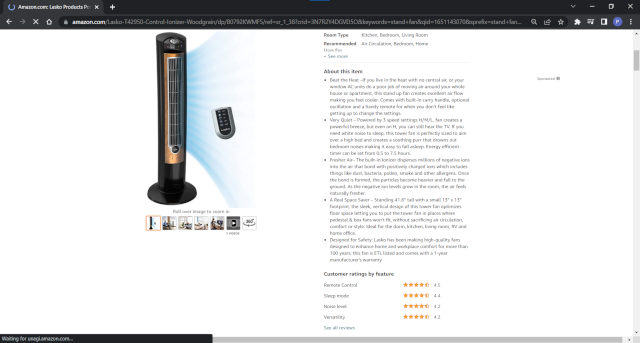 Amazon.com: Lasko Products Po
amazon.com/Lasko-T42950-Control-Ionizer-Woodgrain/dp/B0792KWMFS/ref=sr_1_38?crid=3N7R2Y4DGVD5O&keywords=stand+fan&qid=1651143070&sprefix=stand+fan...
Room Type Kitchen, Bedroom, Living Room
Recommended Air Circulation, Bedroom, Home
Uses For
See more
Sponsored
About this item
Beat the Heat –If you live in the heat with no central air, or your
window AC units do a poor job of moving air around your whole
house or apartment, this stand up fan creates excellent air flow
making you feel cooler. Comes with built-in carry handle, optional
oscillation and a handy remote for when you don't feel like
getting up to change the settings.
Very Quiet – Powered by 3 speed settings H/M/L, fan creates a
powerful breeze, but even on H, you can still hear the TV. If you
need white noise to sleep, this tower fan is perfectly sized to aim
over a high bed and creates a soothing purr that drowns out
bedroom noises making it easy to fall asleep. Energy efficient
timer can be set from 0.5 to 7.5 hours.
Fresher Air– The built-in Ionizer disperses millions of negative ions
into the air that bond with positively charged ions which includes
things like dust, bacteria, pollen, smoke and other allergens. Once
the bond is formed, the particles become heavier and fall to the
ground. As the negative ion levels grow in the room, the air feels
naturally fresher.
A Real Space Saver – Standing 41.6" tall with a small 13" x 13"
footprint, the sleek, vertical design of this tower fan optimizes
floor space letting you to put the tower fan in places where
pedestal & box fans won't fit, without sacrificing air circulation,
comfort or style. Ideal for the dorm, kitchen, living room, RV and
home office.
Designed for Safety: Lasko has been making high-quality fans
designed to enhance home and workplace comfort for more than
100 years; this fan is ETL listed and comes with a 1-year
manufacturer's warranty
Roll over image to zoom in
360°
Customer ratings by feature
Remote Control 4.5
Sleep mode 4.4
Noise level 4.2
Versatility 4.2
See all reviews
Waiting for unagi.amazon.com...